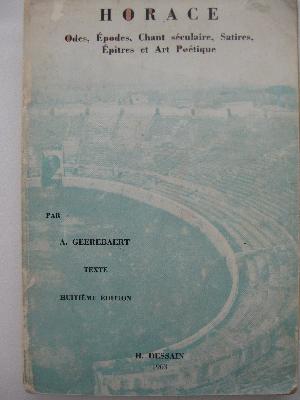 HORACE
Odes, Épodes, Chant séculaire, Satires,
Épitres et Art Poétique
PAR
A. GEEREBAERT
TEXTE
HUITIÈME ÉDITION
H. DESSAIN
1963